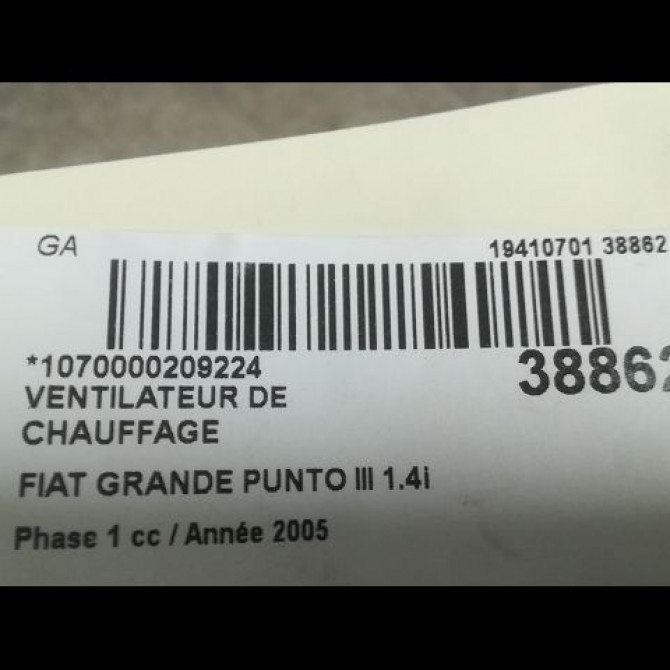 GA
19410701 38862
*1070000209224
38862
VENTILATEUR DE
CHAUFFAGE
FIAT GRANDE PUNTO III 1.4i
Phase 1 cc / Année 2005